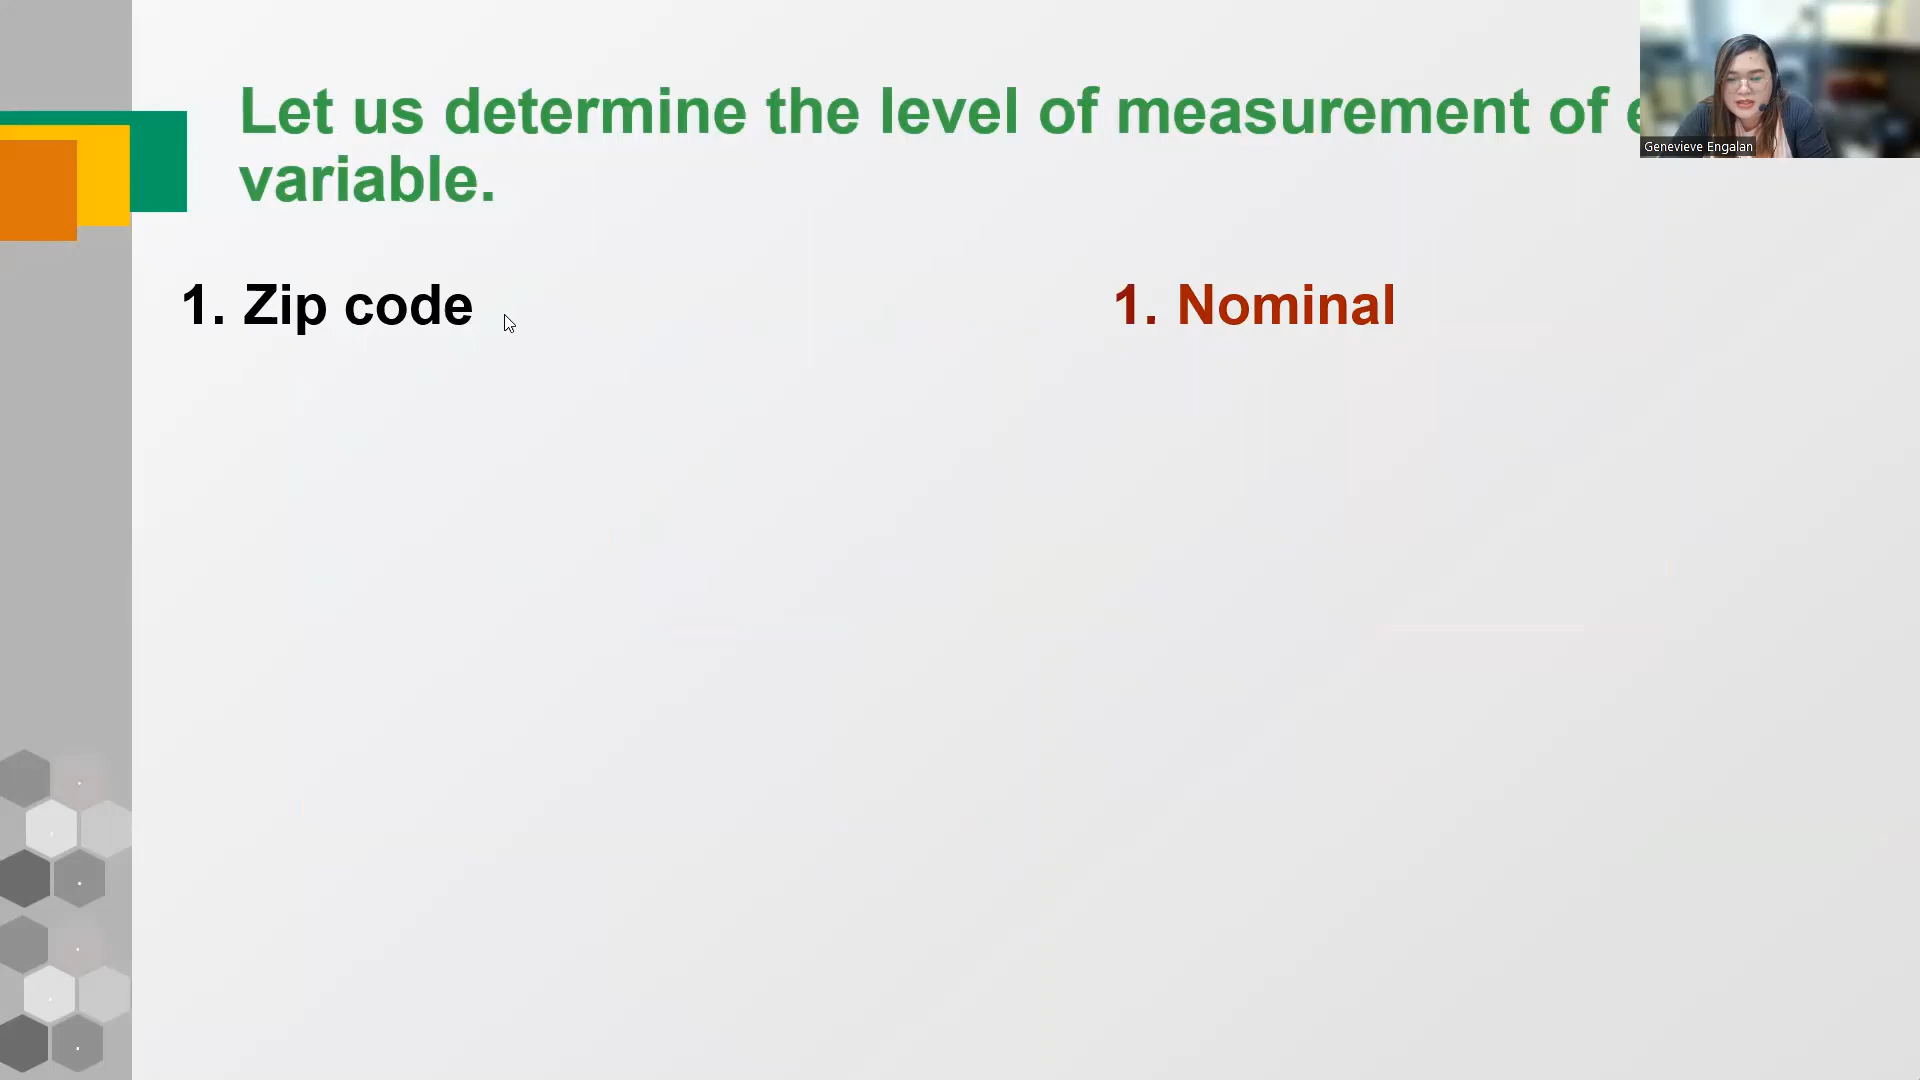 Let us determine the level of measurement of
variable.
Genevieve Engalan
1. Zip code
1. Nominal